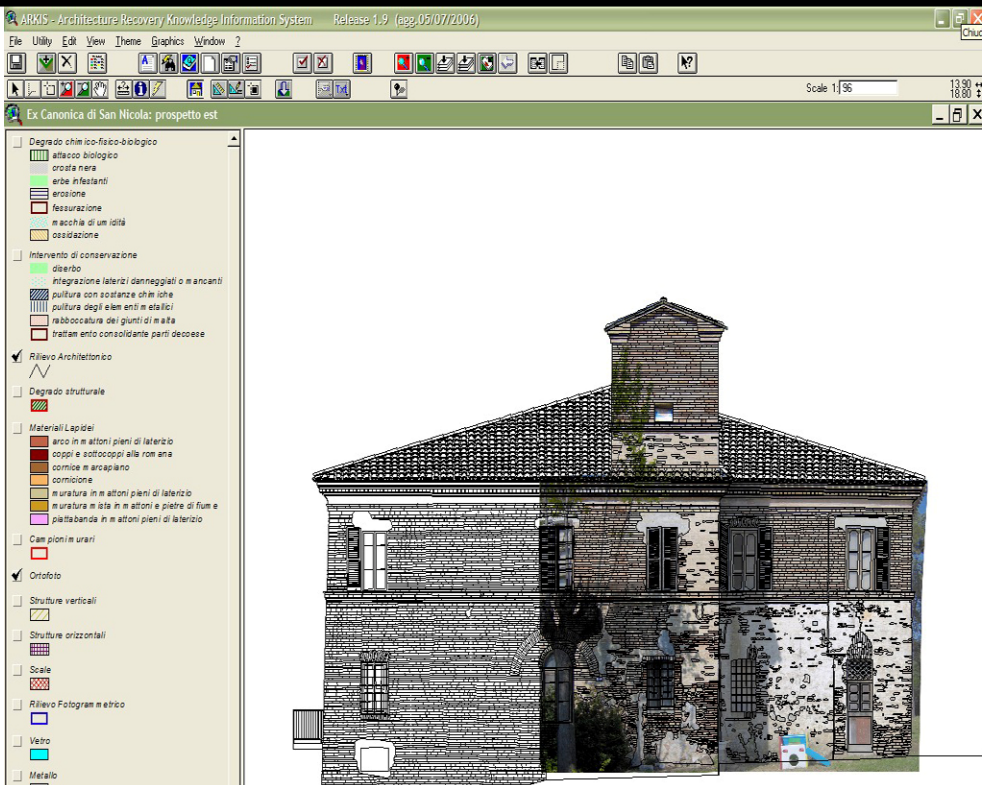 ARKIS - Architecture Recovery Knowledge Information System Release 1.9 (agg.05/07/2006)
Chiud
File Utility Edit View Theme Graphics Window ?
Txt
Scale 1: 96
13.90
18.80
Ex Canonica di San Nicola: prospetto est
Degrado chimico-fisico-biologico
attacco biologico
crosta nera
erbe infestanti
erosione
fessurazione
macchia di umidità
ossidazione
Intervento di conservazione
diserbo
integrazione laterizi danneggiati o mancanti
pulitura con sostanze chimiche
pulitura degli elementi metallici
rabboccatura dei giunti di malta
trattamento consolidante parti decoese
Rilievo Architettonico
Degrado strutturale
Materiali Lapidei
arco in mattoni pieni di laterizio
coppi e sottocoppi alla romana
cornice marcapiano
cornicione
muratura in mattoni pieni di laterizio
muratura mista in mattoni e pietre di fiume
piattabanda in mattoni pieni di laterizio
Campioni murari
Ortofoto
Strutture verticali
Strutture orizzontali
Scale
Rilievo Fotogrammetrico
Vetro
Metallo